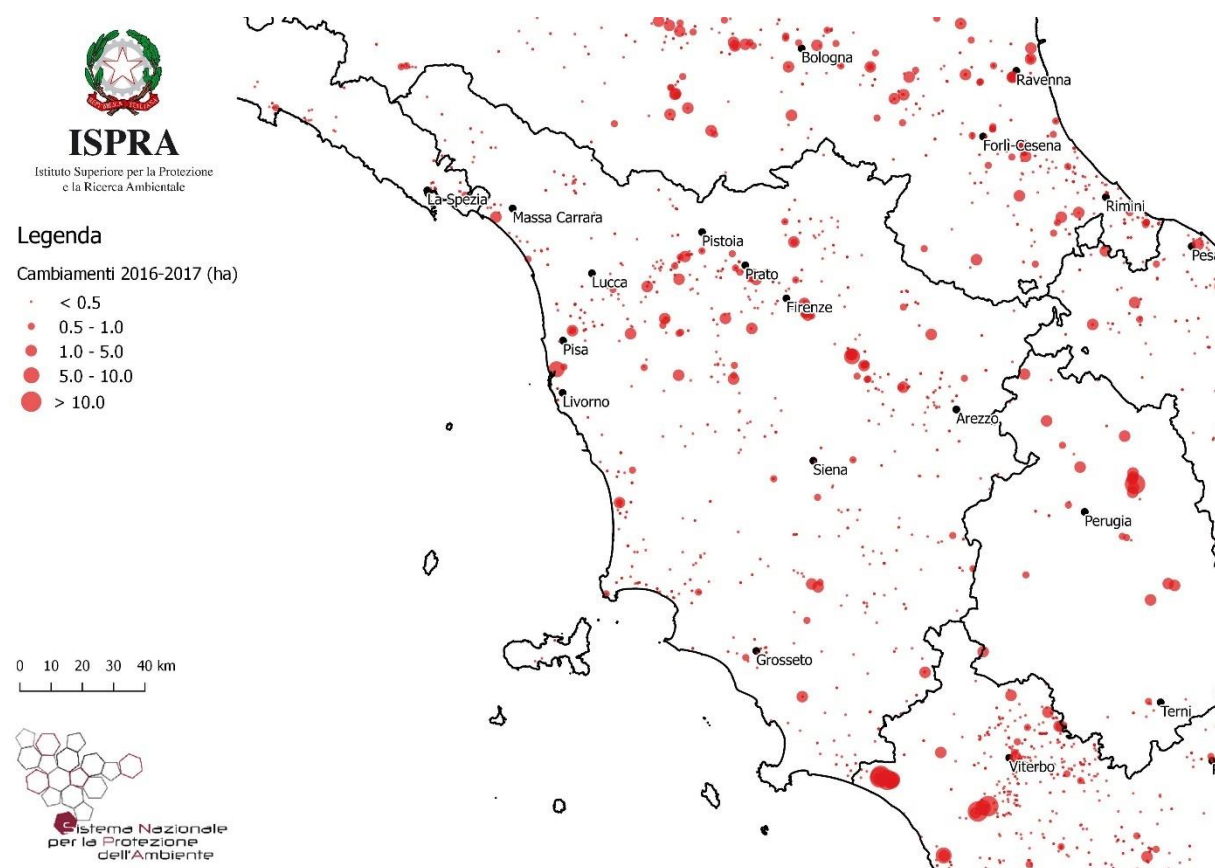 REPVBBLICA ITALIANA
ISPRA
Istituto Superiore per la Protezione
e la Ricerca Ambientale
Legenda
Cambiamenti 2016-2017 (ha)
< 0.5
0.5 - 1.0
1.0 - 5.0
5.0 - 10.0
> 10.0
0 10 20 30 40 km
Sistema Nazionale
per la Protezione
dell'Ambiente
Bologna
Ravenna
Forlì-Cesena
La-Spezia
Massa Carrara
Rimini
Pistoia
Pesa
Prato
Lucca
Firenze
Pisa
Livorno
Arezzo
Siena
Perugia
Grosseto
Terni
Viterbo